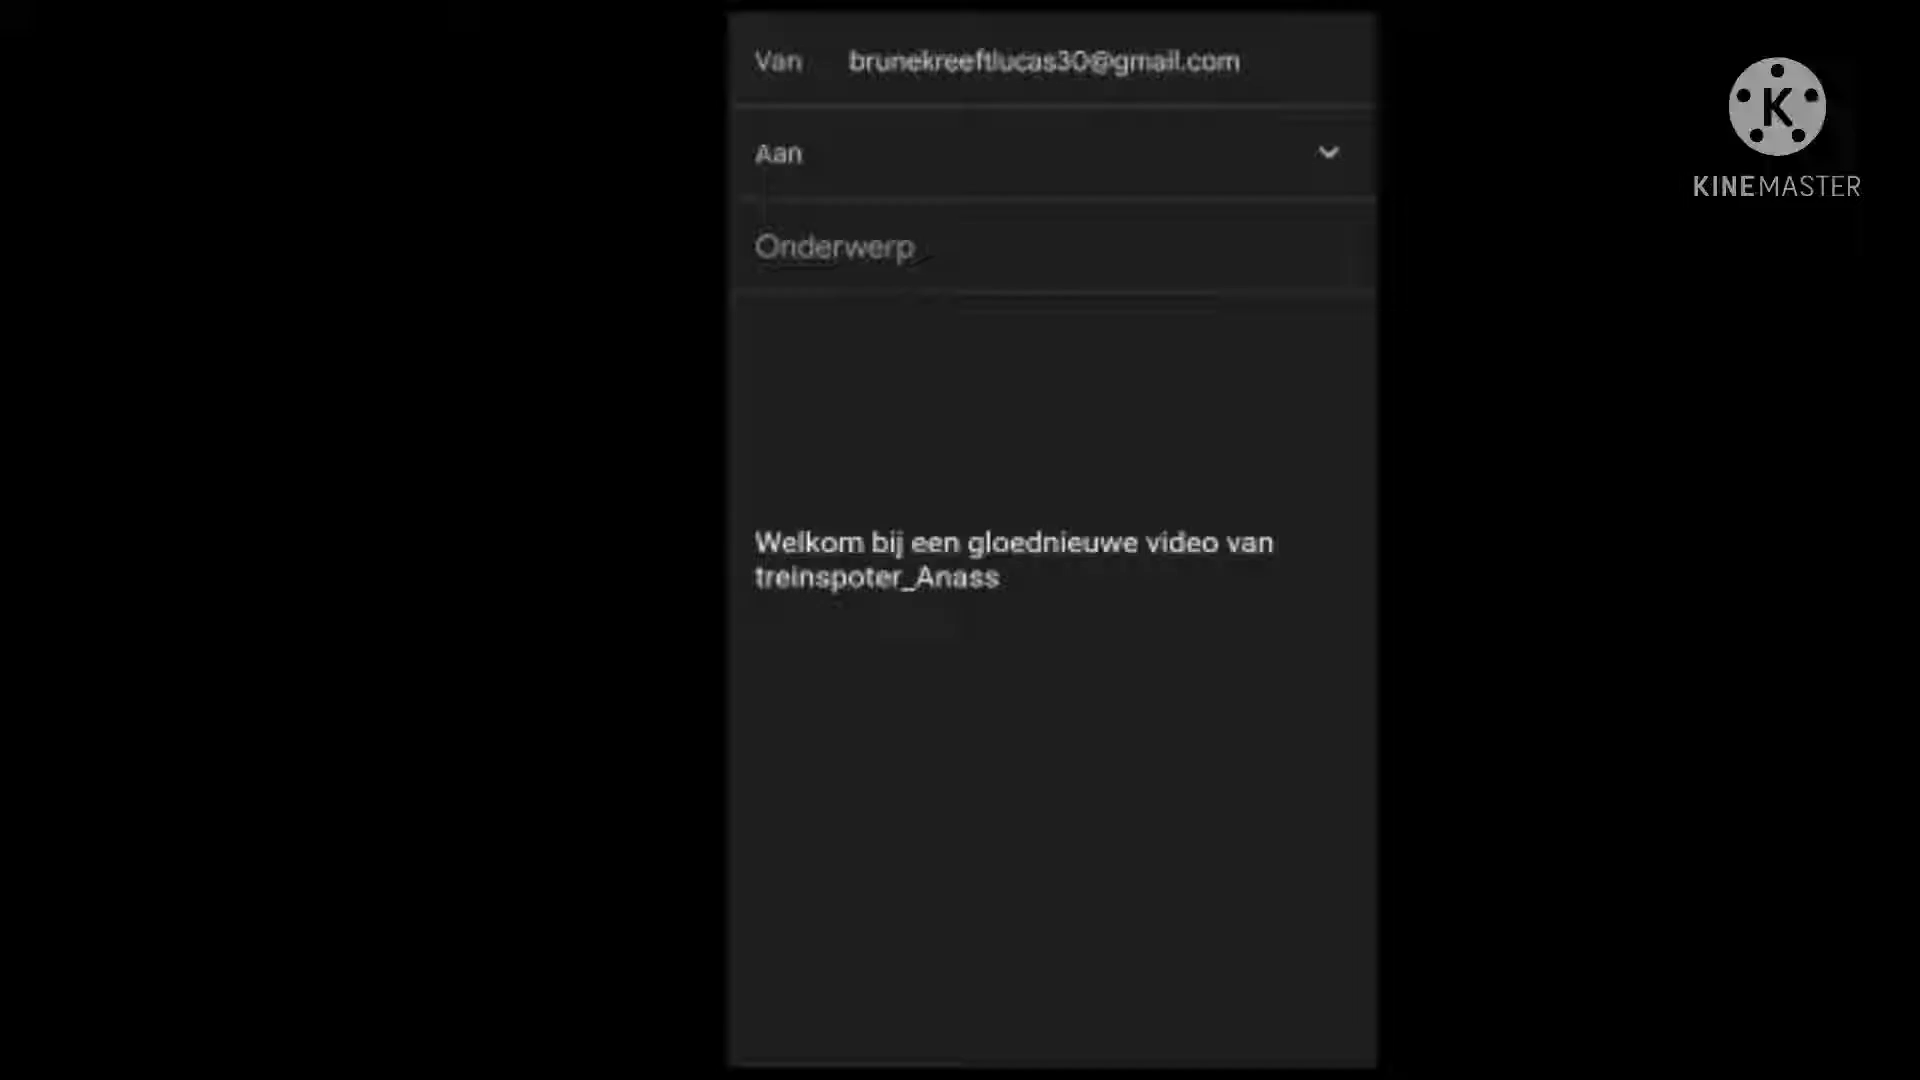 Van brunekreeftlucas30@gmail.com
Aan
Onderwerp
Welkom bij een gloednieuwe video van
treinspoter_Anass
K
KINEMASTER